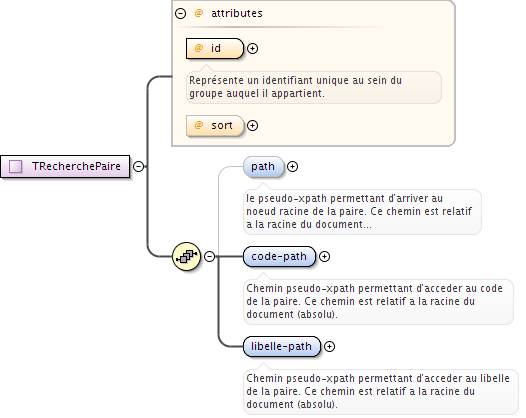 @ attributes
@ id
Représente un identifiant unique au sein du
groupe auquel il appartient.
@ sort
TRecherchePaire
path
le pseudo-xpath permettant d'arriver au
noeud racine de la paire. Ce chemin est relatif
a la racine du document...
code-path
Chemin pseudo-xpath permettant d'acceder au code
de la paire. Ce chemin est relatif a la racine du
document (absolu).
libelle-path
Chemin pseudo-xpath permettant d'acceder au libelle
de la paire. Ce chemin est relatif a la racine du
document (absolu).